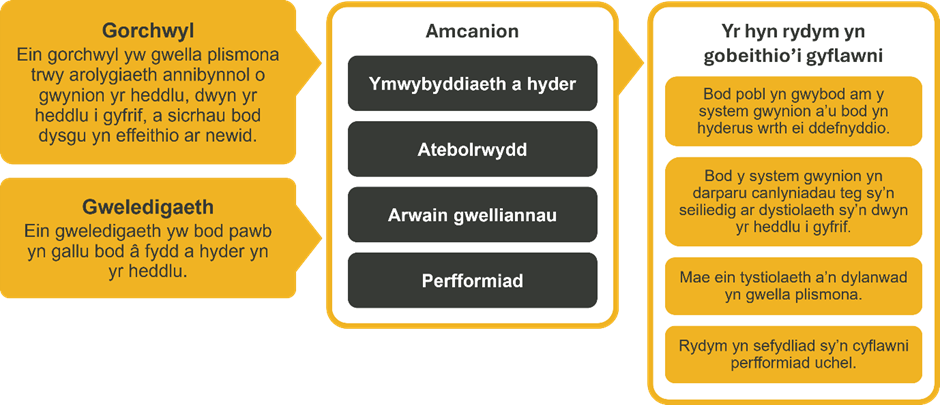 Gorchwyl
Ein gorchwyl yw gwella plismona
trwy arolygiaeth annibynnol o
gwynion yr heddlu, dwyn yr
heddlu i gyfrif, a sicrhau bod
dysgu yn effeithio ar newid.
Gweledigaeth
Ein gweledigaeth yw bod pawb
yn gallu bod â fydd a hyder yn
yr heddlu.
Amcanion
Ymwybyddiaeth a hyder
Atebolrwydd
Arwain gwelliannau
Perfformiad
Yr hyn rydym yn
gobeithio'i gyflawni
Bod pobl yn gwybod am y
system gwynion a'u bod yn
hyderus wrth ei ddefnyddio.
Bod y system gwynion yn
darparu canlyniadau teg sy'n
seiliedig ar dystiolaeth sy'n dwyn
yr heddlu i gyfrif.
Mae ein tystiolaeth a'n dylanwad
yn gwella plismona.
Rydym yn sefydliad sy'n cyflawni
perfformiad uchel.